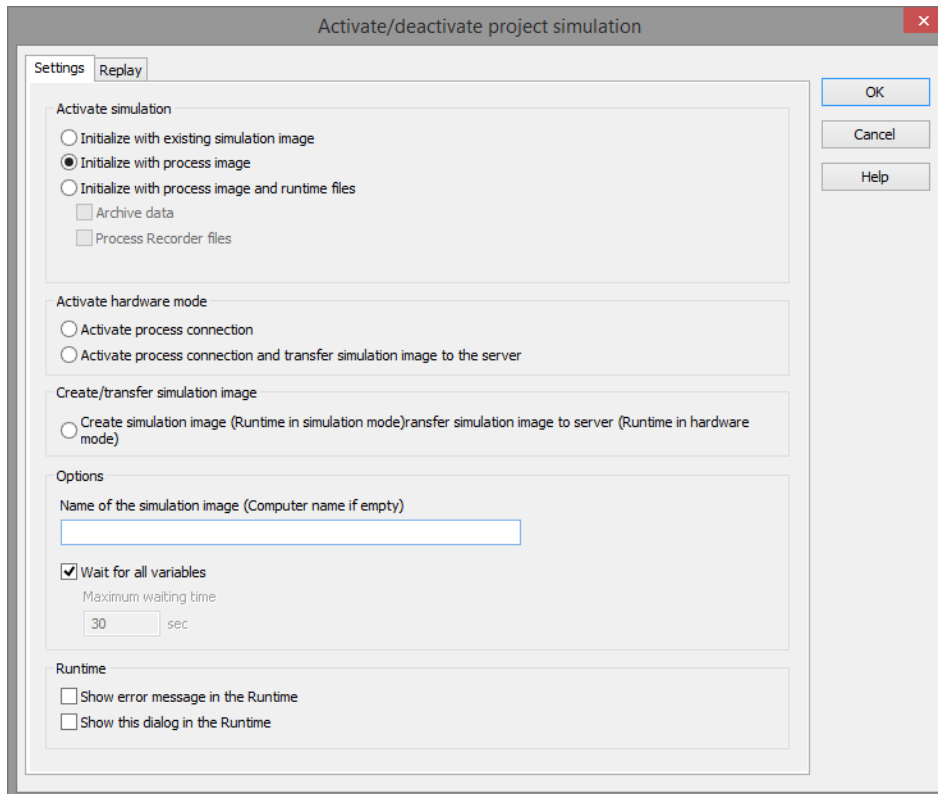 Activate/deactivate project simulation
Settings
Replay
Activate simulation
Initialize with existing simulation image
Initialize with process image
Initialize with process image and runtime files
Archive data
Process Recorder files
Activate hardware mode
Activate process connection
Activate process connection and transfer simulation image to the server
Create/transfer simulation image
Create simulation image (Runtime in simulation mode)ransfer simulation image to server (Runtime in hardware
mode)
Options
Name of the simulation image (Computer name if empty)
Wait for all variables
Maximum waiting time
30 sec
Runtime
Show error message in the Runtime
Show this dialog in the Runtime
OK
Cancel
Help